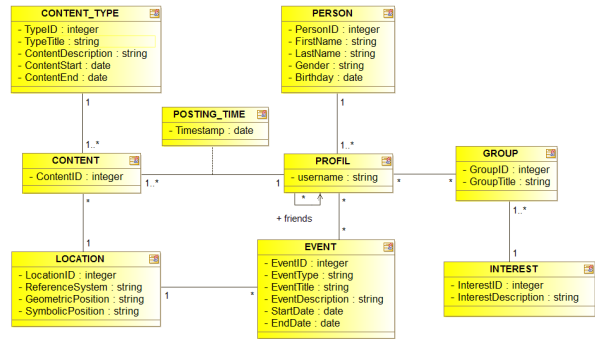 CONTENT_TYPE
- TypeID : integer
- TypeTitle : string
- ContentDescription : string
- ContentStart : date
- ContentEnd : date
PERSON
- PersonID : integer
- FirstName : string
- LastName : string
- Gender : string
- Birthday : date
1
1
POSTING_TIME
- Timestamp : date
1..*
1..*
CONTENT
- ContentID : integer
PROFIL
- username : string
GROUP
- GroupID : integer
- GroupTitle : string
1..*
1
*
*
*
*
+ friends
*
1..*
*
1
*
1
LOCATION
- LocationID : integer
- ReferenceSystem : string
- GeometricPosition : string
- SymbolicPosition : string
1
*
EVENT
- EventID : integer
- EventType : string
- EventTitle : string
- EventDescription : string
- StartDate : date
- EndDate : date
INTEREST
- InterestID : integer
- InterestDescription : string